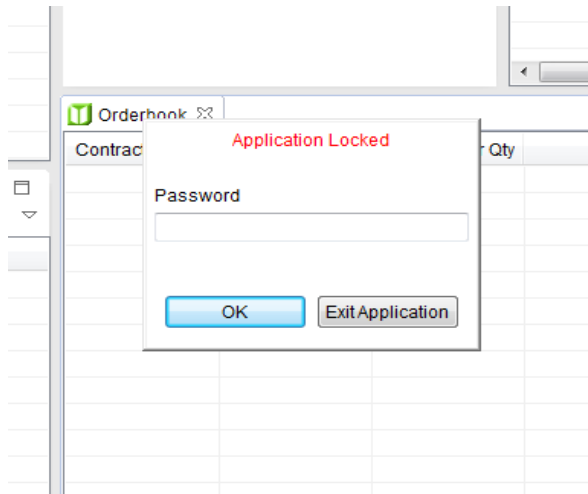 Orderbook
Contrac
r Qty
Application Locked
Password
OK
Exit Application